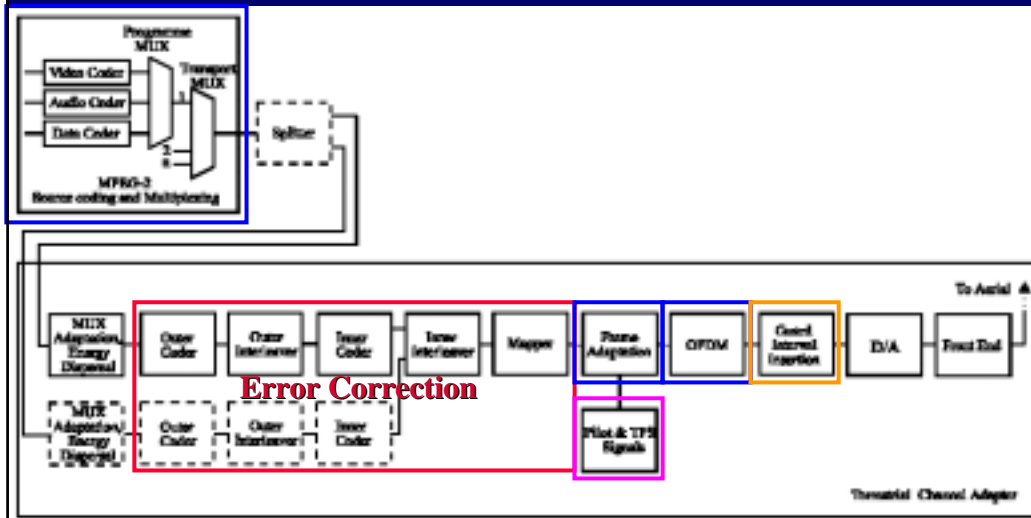 Programme
MUX
Transport
MUX
Video Coder
Audio Coder
Data Coder
1
2
n
MPEG-2
Source coding and Multiplexing
Splitter
To Aerial
MUX
Adaptation,
Energy
Dispersal
Outer
Coder
Outer
Interleaver
Inner
Coder
Inner
Interleaver
Mapper
Frame
Adaptation
OFDM
Guard
Interval
Insertion
D/A
Front End
Error Correction
MUX
Adaptation,
Energy
Dispersal
Outer
Coder
Outer
Interleaver
Inner
Coder
Pilot & TPS
Signals
Terrestrial Channel Adapter